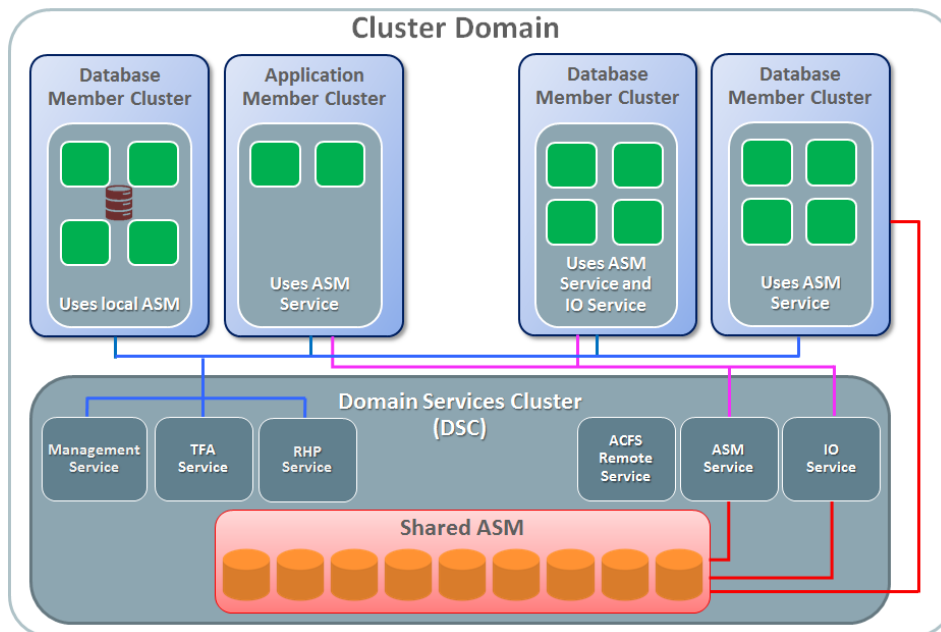 Cluster Domain
Database
Member Cluster
Uses local ASM
Application
Member Cluster
Uses ASM
Service
Database
Member Cluster
Uses ASM
Service and
IO Service
Database
Member Cluster
Uses ASM
Service
Domain Services Cluster
(DSC)
Management
Service
TFA
Service
RHP
Service
ACFS
Remote
Service
ASM
Service
IO
Service
Shared ASM